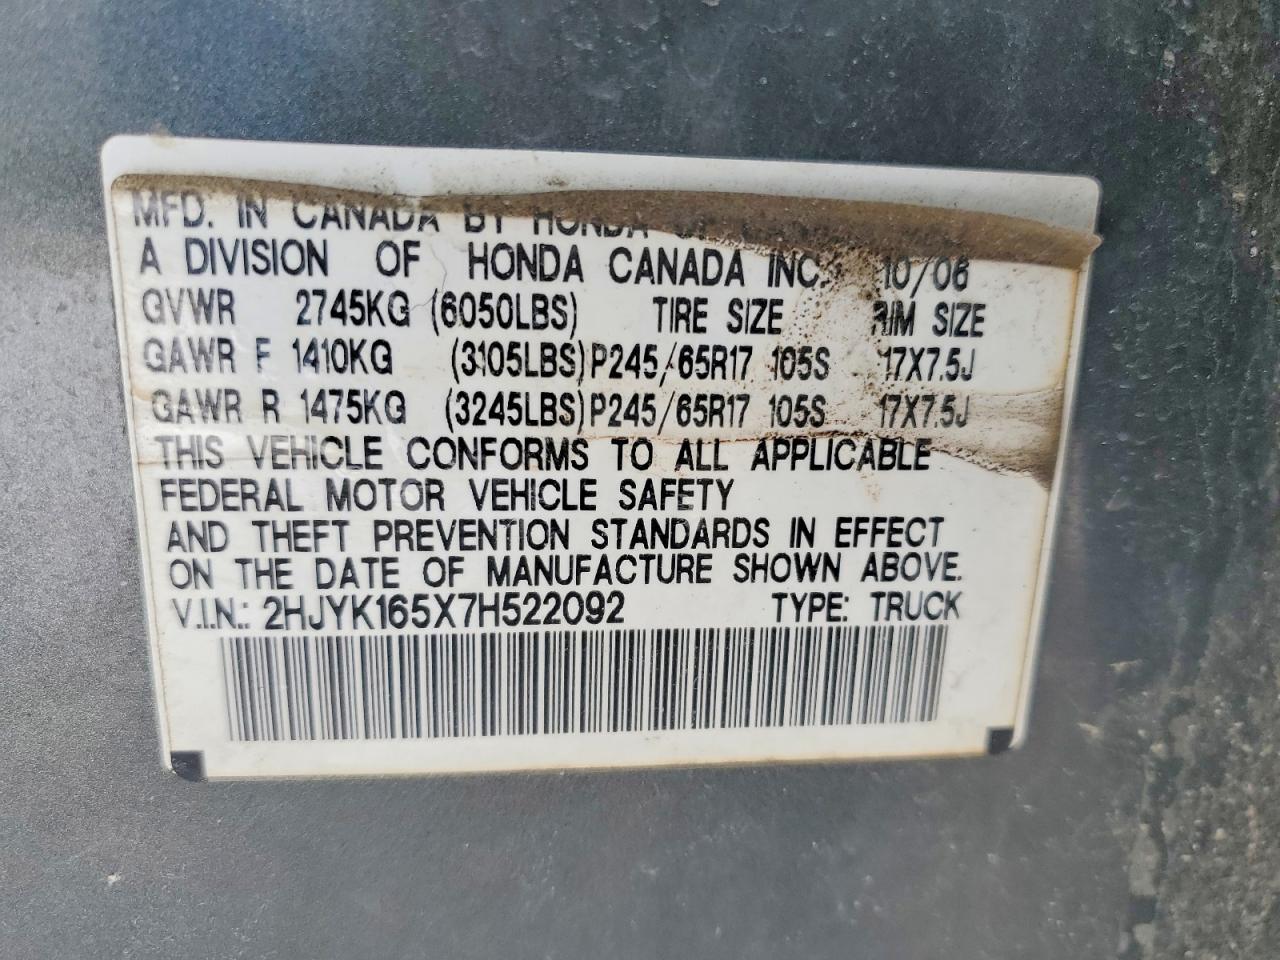 MFD. IN CANADA BY HONDA OF
A DIVISION OF HONDA CANADA INC. 10/06
GVWR 2745KG (6050LBS) TIRE SIZE RIM SIZE
GAWR F 1410KG (3105LBS) P245/65R17 105S 17X7.5J
GAWR R 1475KG (3245LBS) P245/65R17 105S 17X7.5J
THIS VEHICLE CONFORMS TO ALL APPLICABLE
FEDERAL MOTOR VEHICLE SAFETY
AND THEFT PREVENTION STANDARDS IN EFFECT
ON THE DATE OF MANUFACTURE SHOWN ABOVE.
V.I.N.: 2HJYK165X7H522092 TYPE: TRUCK